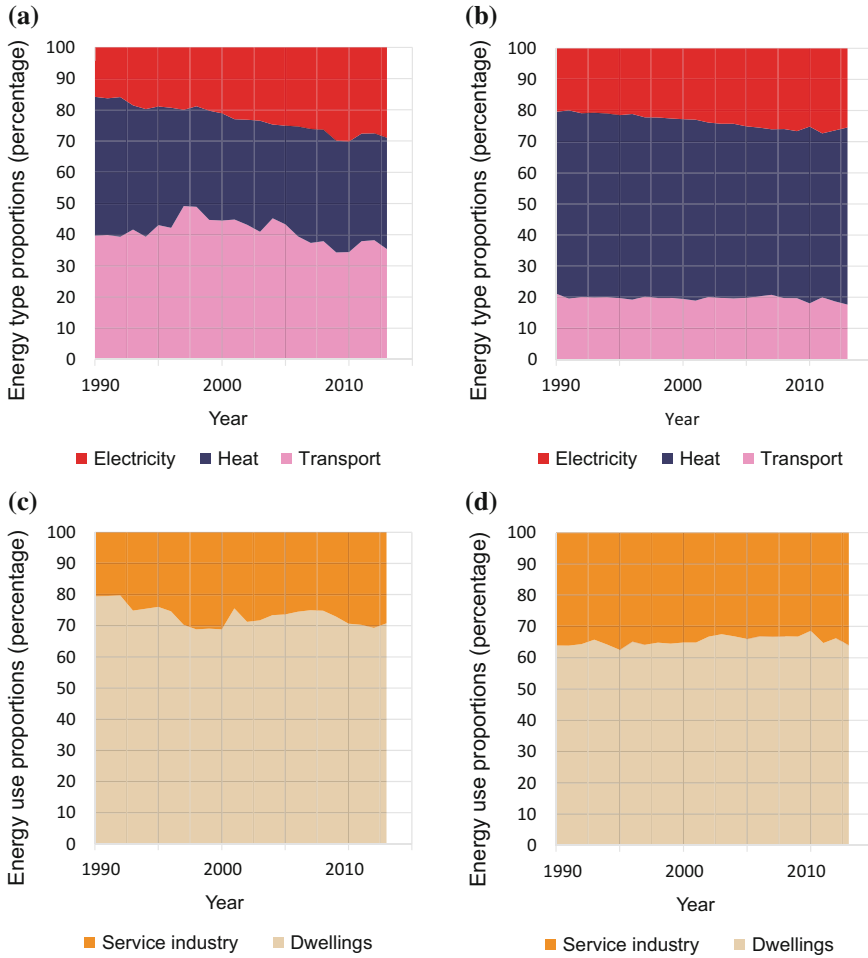 (a)
Energy type proportions (percentage)
100
90
80
70
60
50
40
30
20
10
0
1990 2000 2010
Year
Electricity Heat Transport
(b)
Energy type proportions (percentage)
100
90
80
70
60
50
40
30
20
10
0
1990 2000 2010
Year
Electricity Heat Transport
(c)
Energy use proportions (percentage)
100
90
80
70
60
50
40
30
20
10
0
1990 2000 2010
Year
Service industry Dwellings
(d)
Energy use proportions (percentage)
100
90
80
70
60
50
40
30
20
10
0
1990 2000 2010
Year
Service industry Dwellings